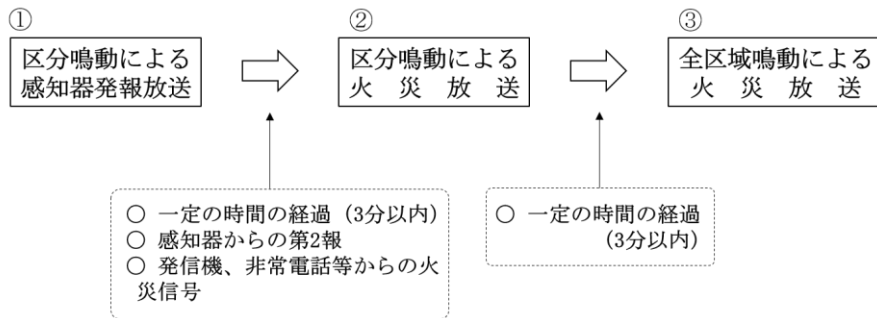 ①
区分鳴動による
感知器発報放送
②
区分鳴動による
火災放送
③
全区域鳴動による
火災放送
○ 一定の時間の経過（3分以内）
○ 感知器からの第2報
○ 発信機、非常電話等からの火
災信号
○ 一定の時間の経過
（3分以内）